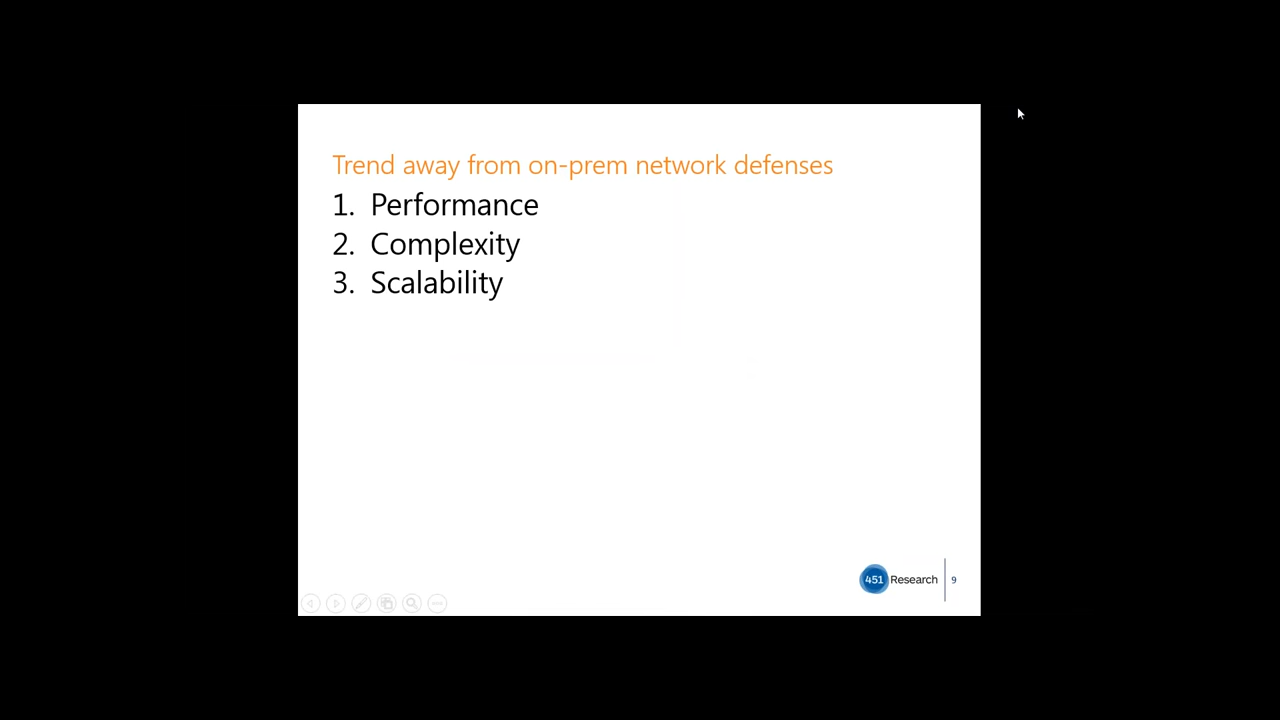 Trend away from on-prem network defenses
1. Performance
2. Complexity
3. Scalability
451 Research 9